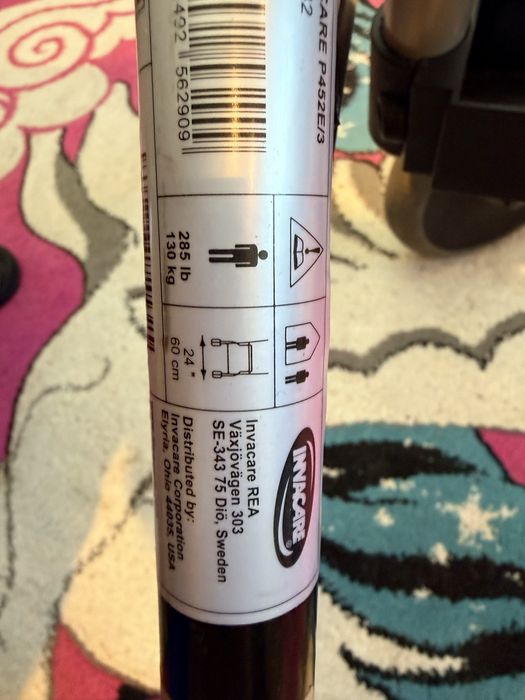 CARE P452E/3
492 562909
285 lb
130 kg
24 "
60 cm
INVACARE®
Invacare REA
Växjövägen 303
SE-343 75 Diö, Sweden
Distributed by:
Invacare Corporation
Elyria, Ohio 44035, USA